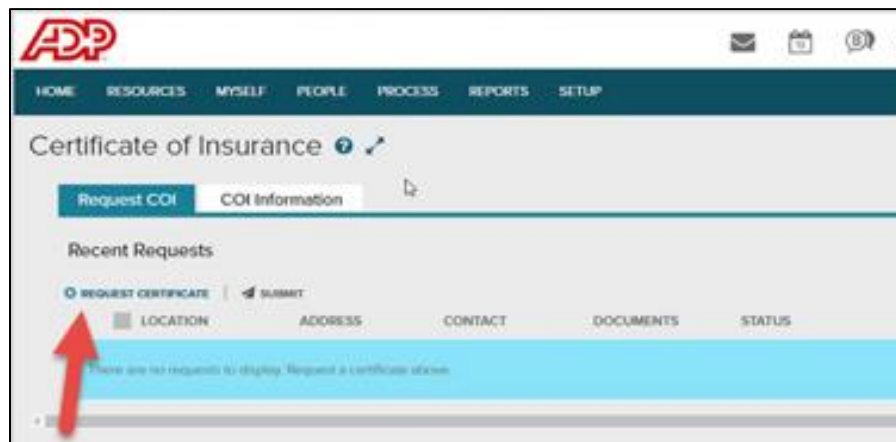 ADP
HOME RESOURCES MYSELF PEOPLE PROCESS REPORTS SETUP
Certificate of Insurance
Request COI COI Information
Recent Requests
REQUEST CERTIFICATE | SUBMIT
LOCATION ADDRESS CONTACT DOCUMENTS STATUS
There are no requests to display. Request a certificate above.